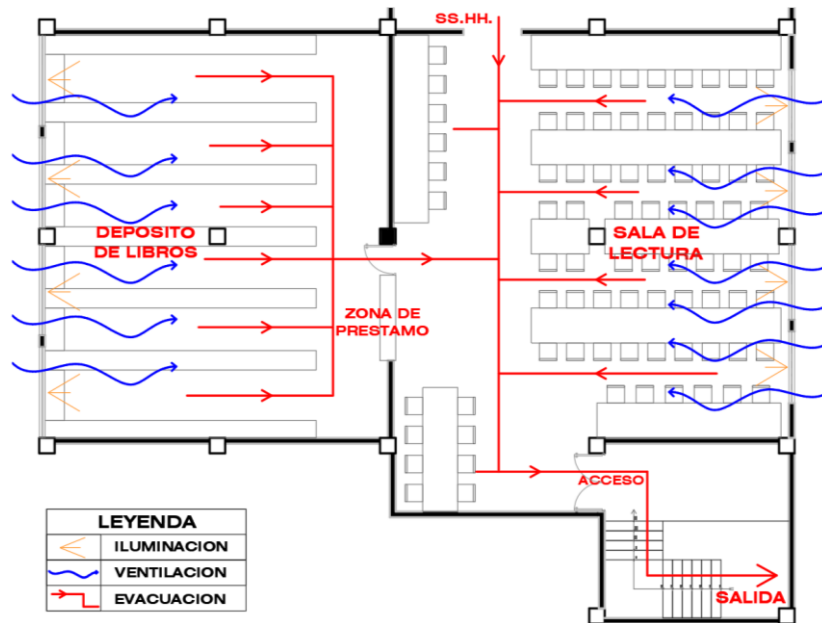 SS.HH.
DEPOSITO
DE LIBROS
SALA DE
LECTURA
ZONA DE
PRESTAMO
ACCESO
SALIDA
LEYENDA
ILUMINACION
VENTILACION
EVACUACION